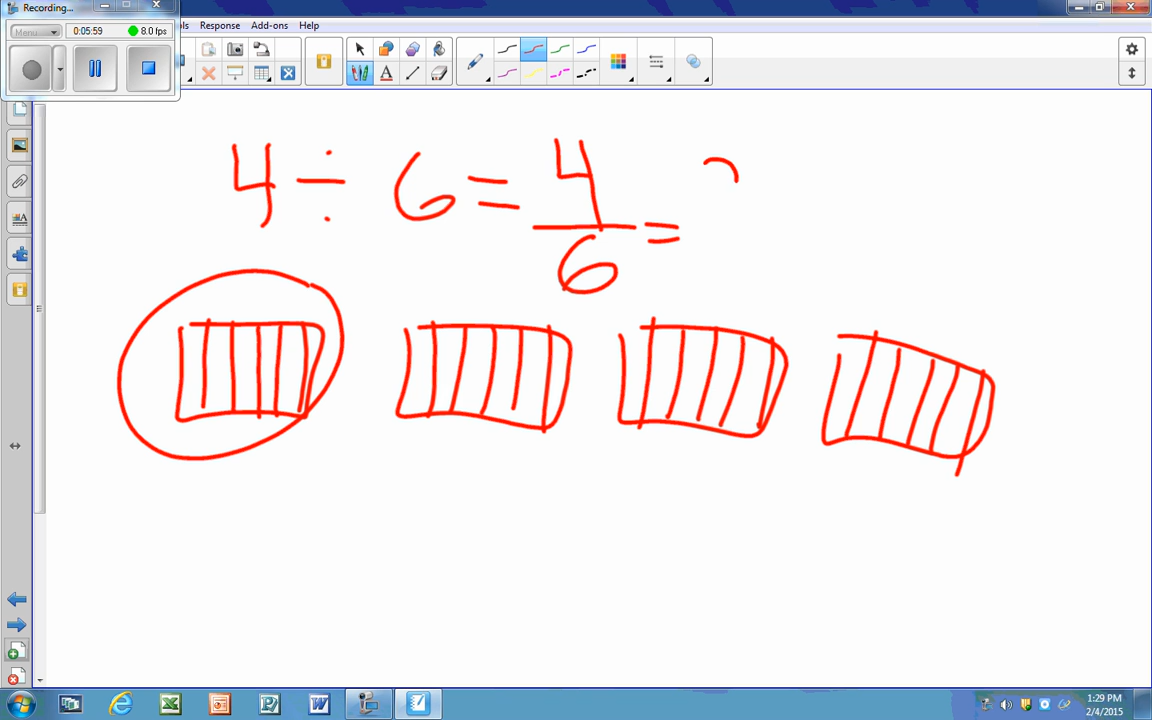 Recording...
Menu
0:05:59
8.0 fps
Response Add-ons Help
4 ÷ 6 = 4/6 =
1:29 PM
2/4/2015